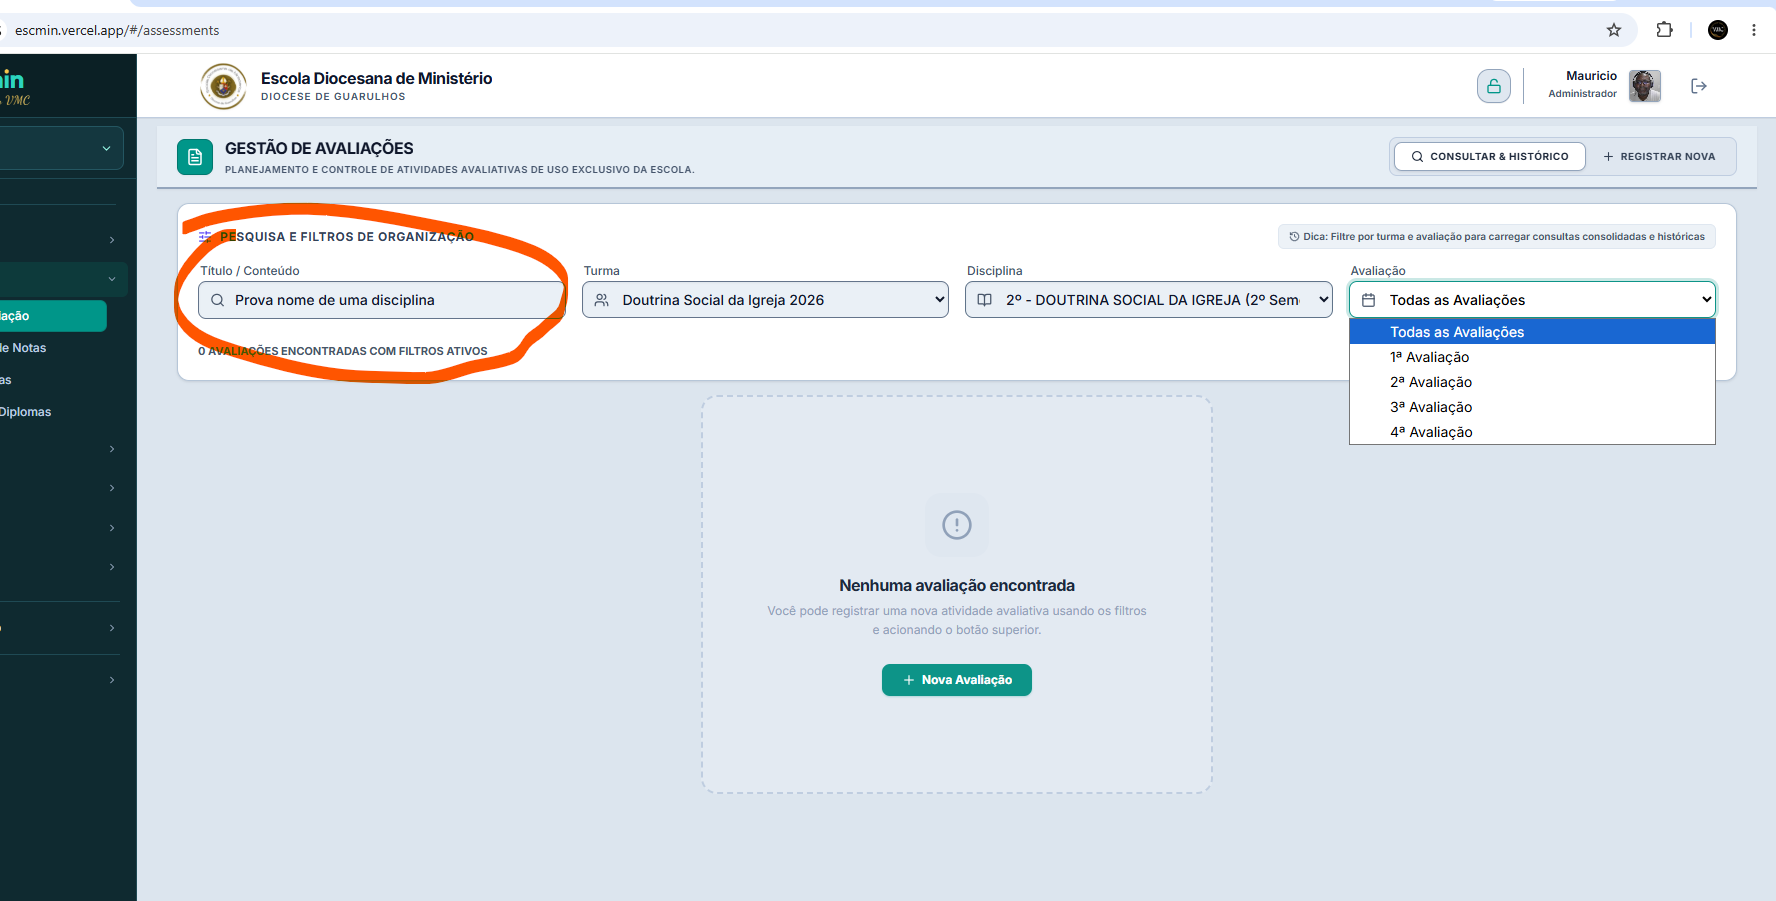 escmin.vercel.app/#/assessments
in
VMC
Escola Diocesana de Ministério
DIOCESE DE GUARULHOS
Mauricio
Administrador
GESTÃO DE AVALIAÇÕES
PLANEJAMENTO E CONTROLE DE ATIVIDADES AVALIATIVAS DE USO EXCLUSIVO DA ESCOLA.
CONSULTAR & HISTÓRICO
+ REGISTRAR NOVA
PESQUISA E FILTROS DE ORGANIZAÇÃO
Dica: Filtre por turma e avaliação para carregar consultas consolidadas e históricas
Título / Conteúdo
Turma
Disciplina
Avaliação
Prova nome de uma disciplina
Doutrina Social da Igreja 2026
2º - DOUTRINA SOCIAL DA IGREJA (2º Sem
Todas as Avaliações
Todas as Avaliações
1ª Avaliação
2ª Avaliação
3ª Avaliação
4ª Avaliação
0 AVALIAÇÕES ENCONTRADAS COM FILTROS ATIVOS
iação
de Notas
as
Diplomas
Nenhuma avaliação encontrada
Você pode registrar uma nova atividade avaliativa usando os filtros
e acionando o botão superior.
+ Nova Avaliação